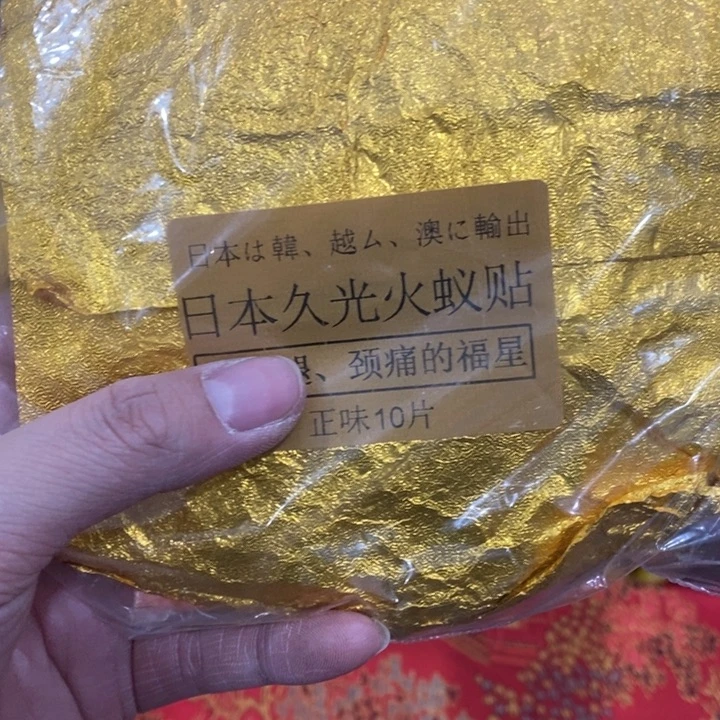 日本は韓、越ム、澳に輸出
日本久光火蚁贴
、颈痛的福星
正味10片